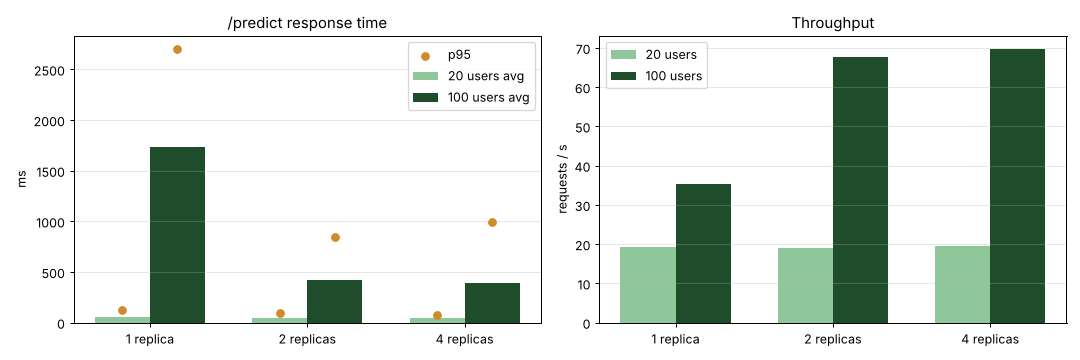 /predict response time
ms
2500
2000
1500
1000
500
0
p95
20 users avg
100 users avg
1 replica
2 replicas
4 replicas
Throughput
requests / s
70
60
50
40
30
20
10
0
20 users
100 users
1 replica
2 replicas
4 replicas